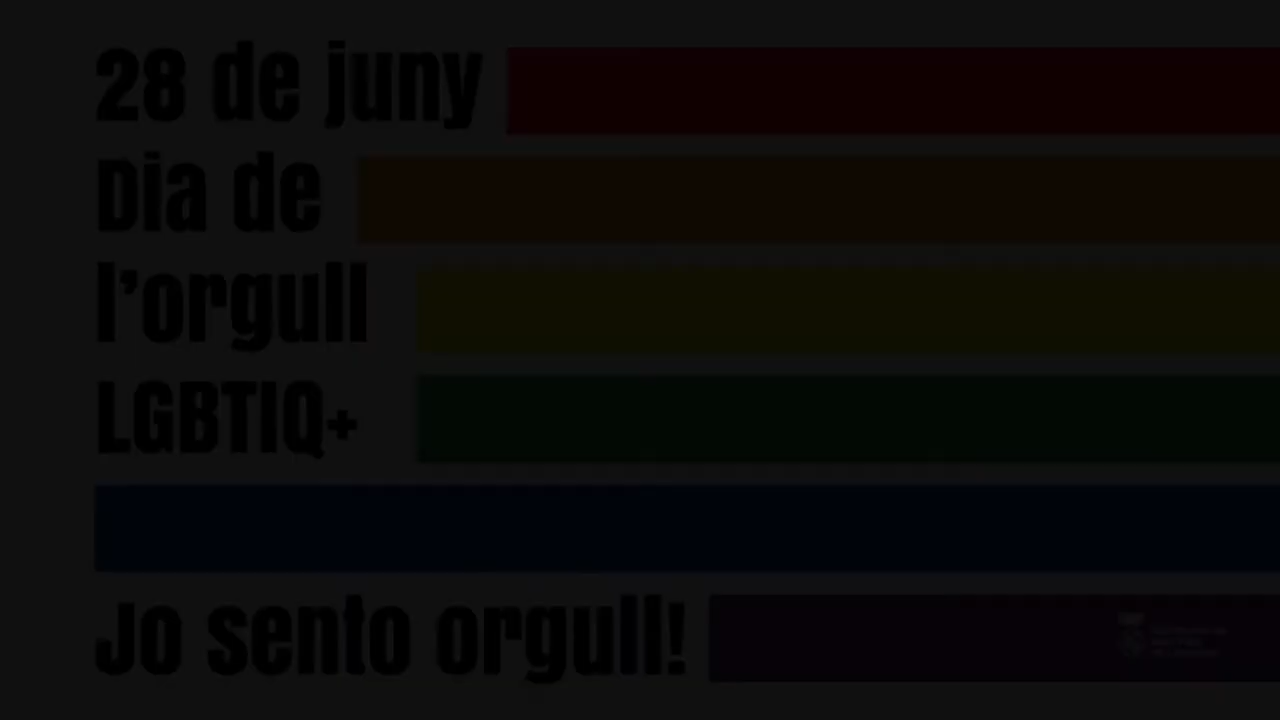 28 de juny
Dia de
l'orgull
LGBTIQ+
Jo sento orgull!